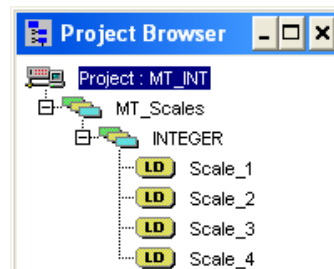 Project Browser
Project : MT_INT
MT_Scales
INTEGER
LD Scale_1
LD Scale_2
LD Scale_3
LD Scale_4